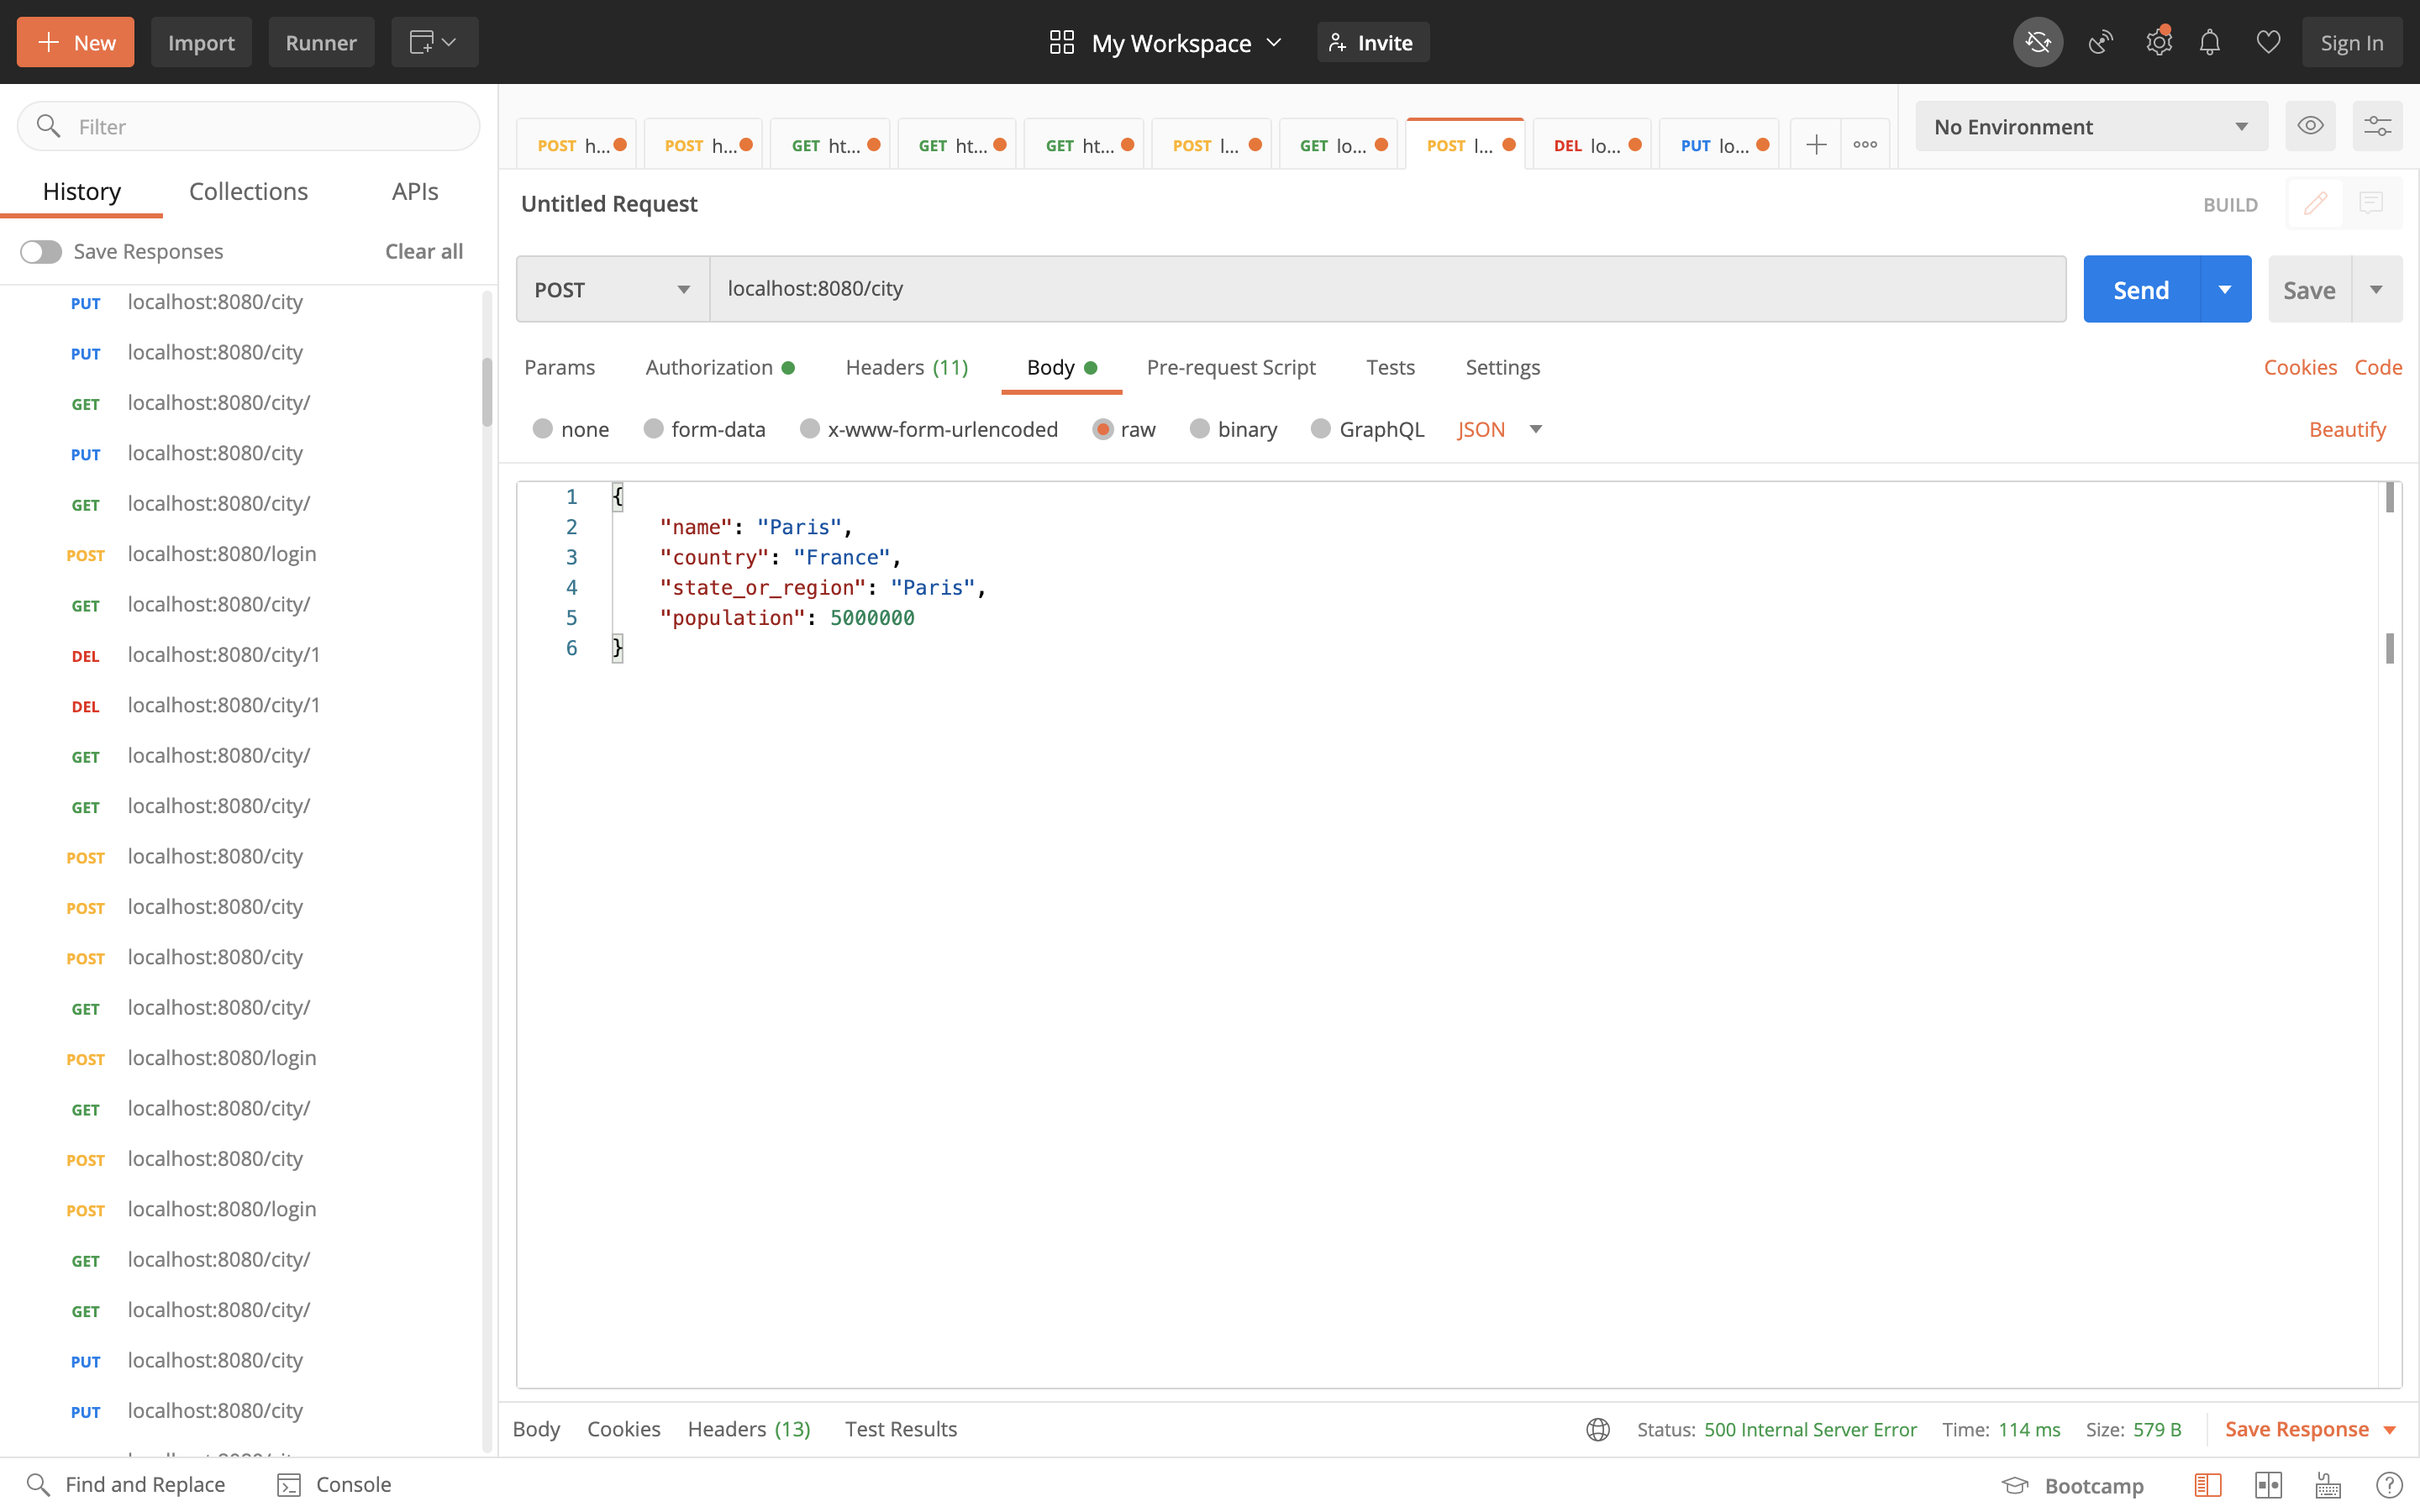 New
Import
Runner
My Workspace
Invite
Sign In
Filter
History
Collections
APIs
Save Responses
Clear all
PUT localhost:8080/city
PUT localhost:8080/city
GET localhost:8080/city/
PUT localhost:8080/city
GET localhost:8080/city/
POST localhost:8080/login
GET localhost:8080/city/
DEL localhost:8080/city/1
DEL localhost:8080/city/1
GET localhost:8080/city/
GET localhost:8080/city/
POST localhost:8080/city
POST localhost:8080/city
POST localhost:8080/city
GET localhost:8080/city/
POST localhost:8080/login
GET localhost:8080/city/
POST localhost:8080/city
POST localhost:8080/login
GET localhost:8080/city/
GET localhost:8080/city/
PUT localhost:8080/city
PUT localhost:8080/city
POST h...
POST h...
GET ht...
GET ht...
GET ht...
POST l...
GET lo...
POST l...
DEL lo...
PUT lo...
No Environment
Untitled Request
BUILD
POST
localhost:8080/city
Send
Save
Params
Authorization
Headers (11)
Body
Pre-request Script
Tests
Settings
Cookies
Code
none
form-data
x-www-form-urlencoded
raw
binary
GraphQL
JSON
Beautify
1 {
2 "name": "Paris",
3 "country": "France",
4 "state_or_region": "Paris",
5 "population": 5000000
6 }
Body
Cookies
Headers (13)
Test Results
Status: 500 Internal Server Error
Time: 114 ms
Size: 579 B
Save Response
Find and Replace
Console
Bootcamp